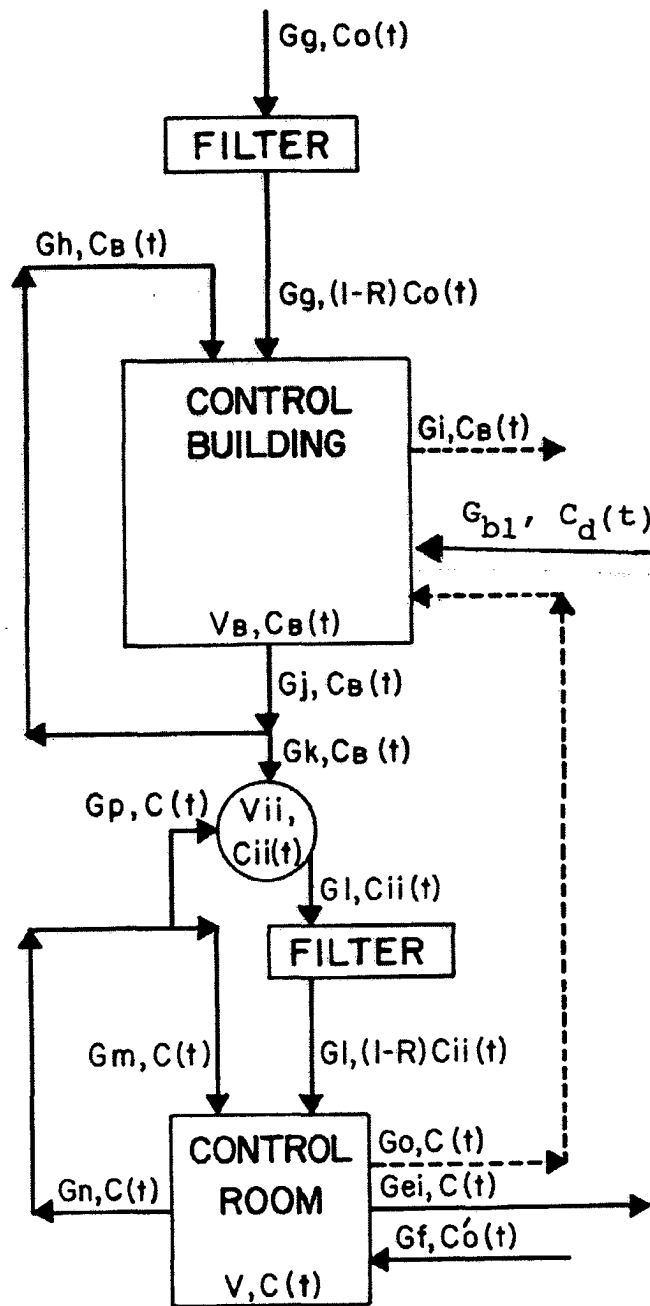 Gg, Co(t)
FILTER
Gh, CB(t)
Gg, (I-R)Co(t)
CONTROL
BUILDING
Gi, CB(t)
Gbl, Cd(t)
VB, CB(t)
Gj, CB(t)
Gk, CB(t)
Gp, C(t)
Vii,
Cii(t)
Gl, Cii(t)
FILTER
Gm, C(t)
Gl, (I-R)Cii(t)
CONTROL
ROOM
Go, C(t)
Gei, C(t)
Gn, C(t)
Gf, C'o(t)
V, C(t)